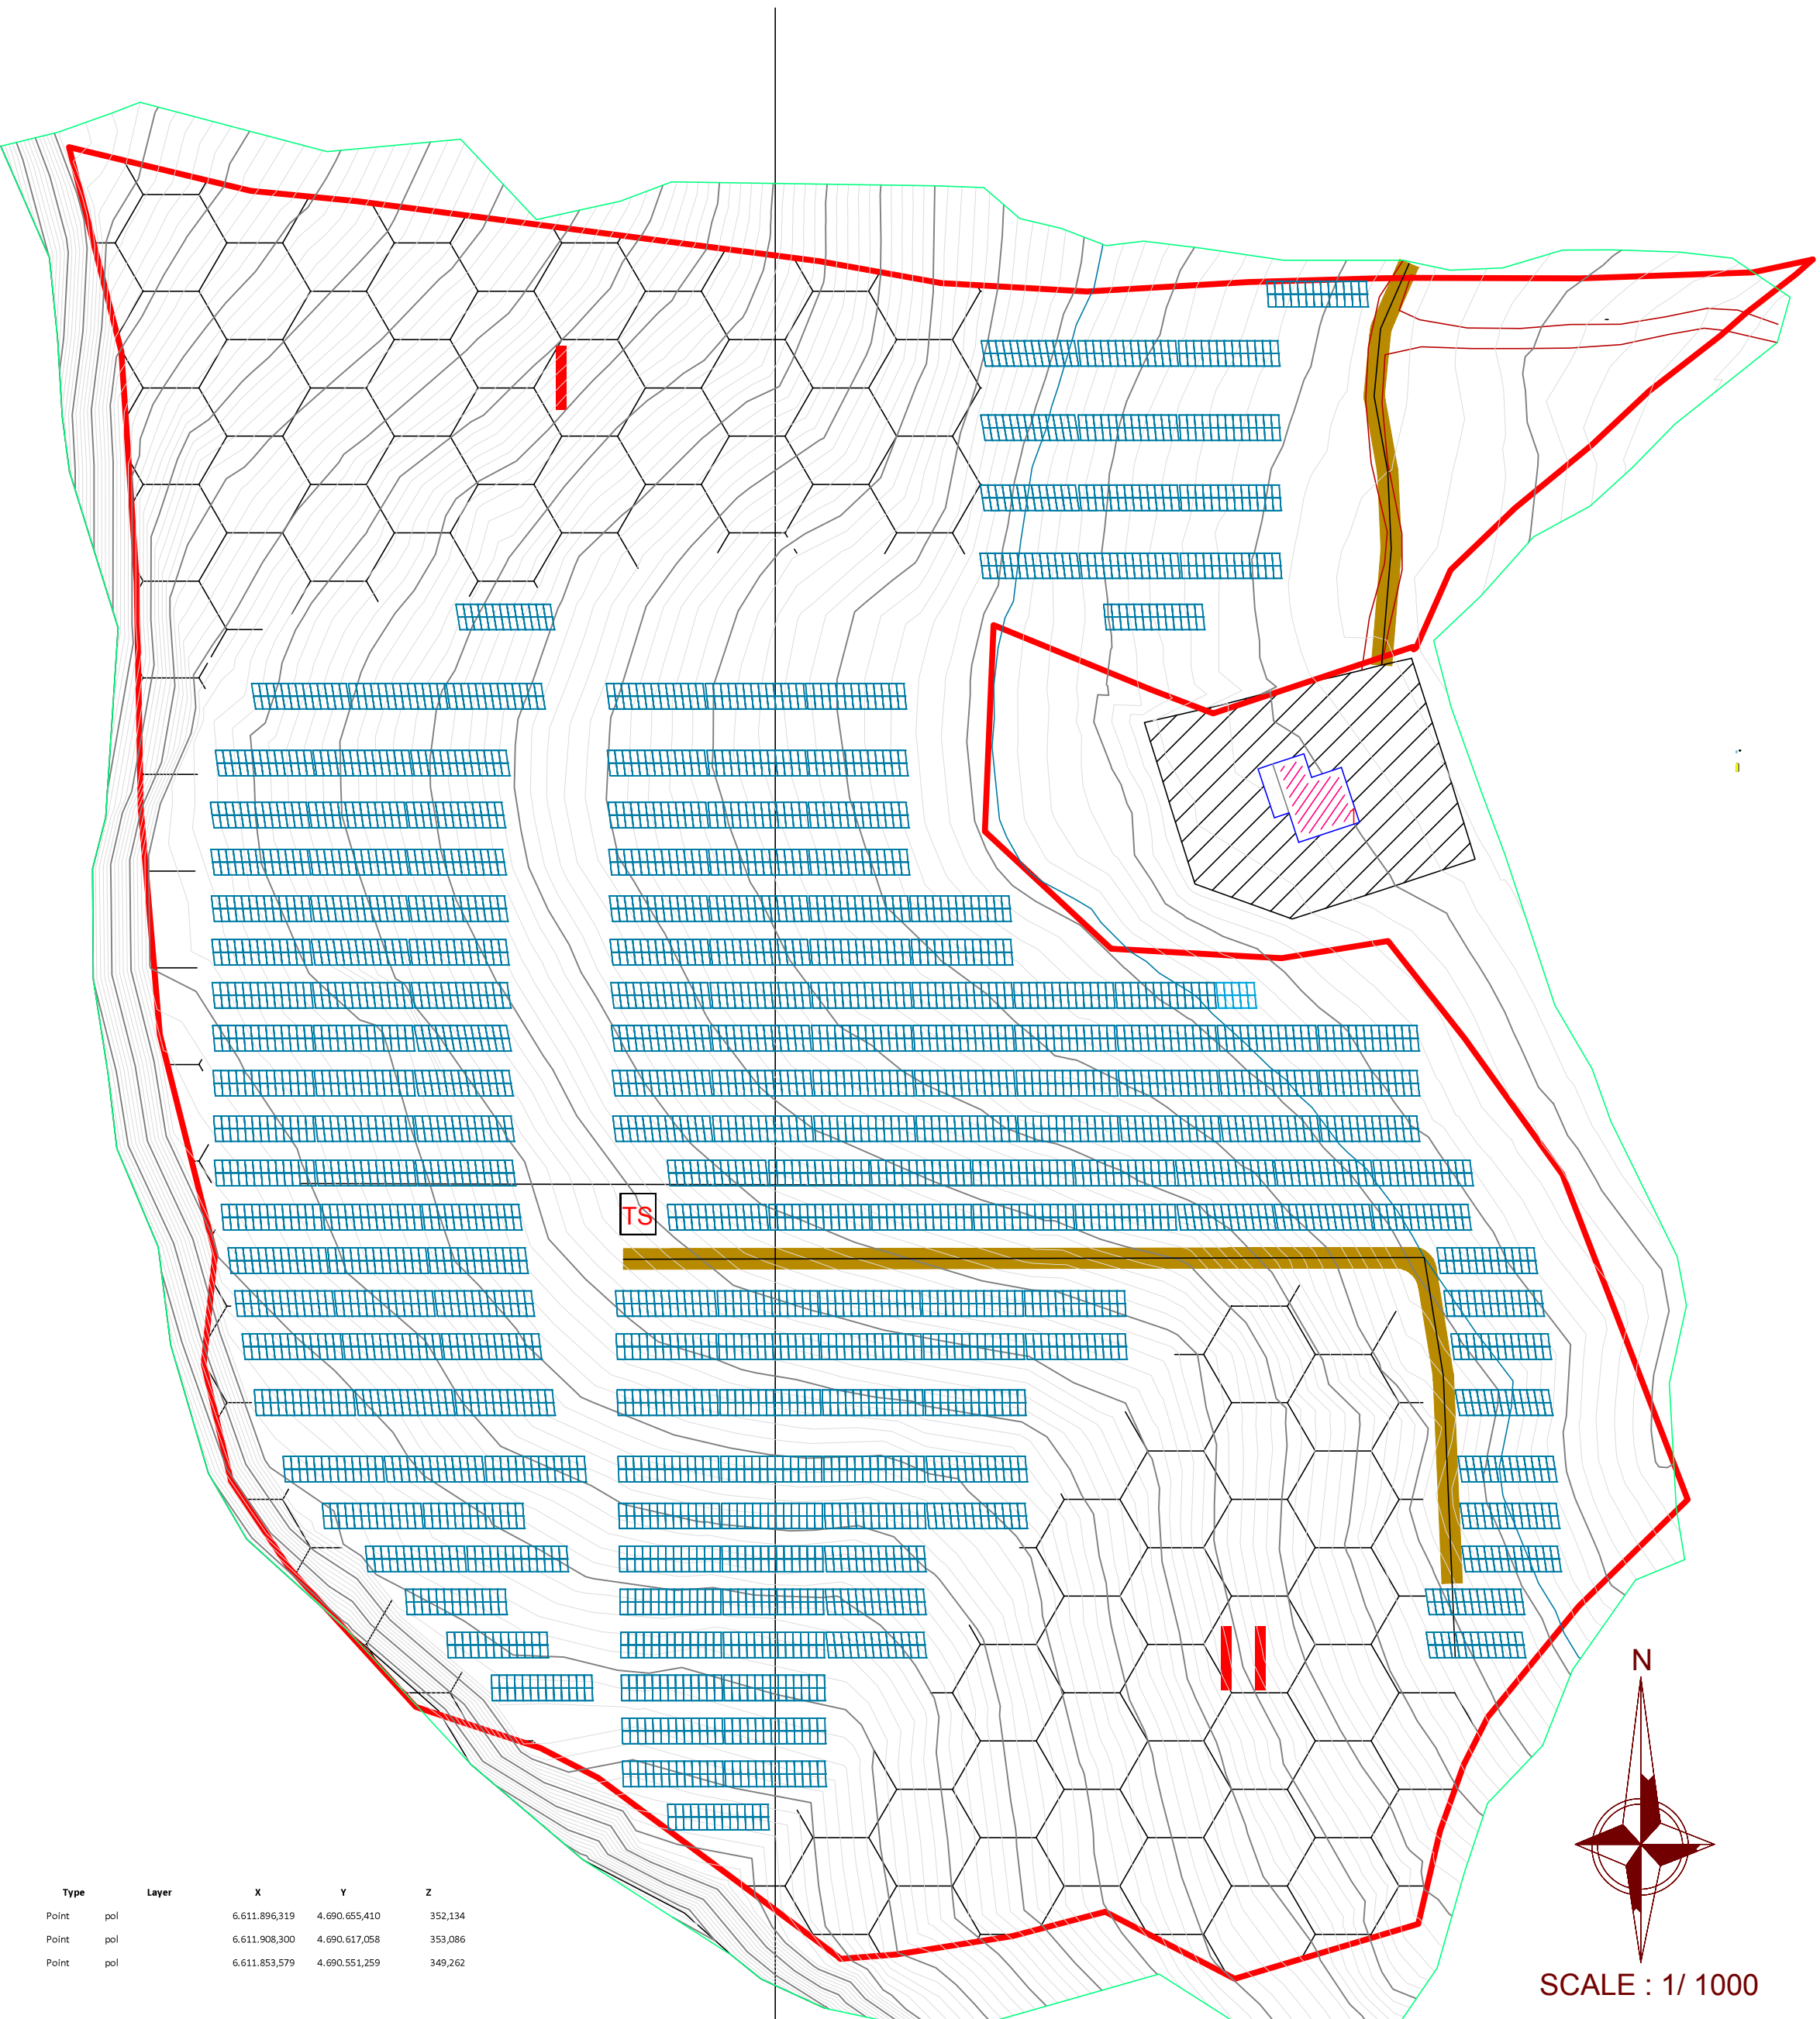 TS
N
SCALE : 1/ 1000
Type Layer X Y Z
Point pol 6.611.896,319 4.690.655,410 352,134
Point pol 6.611.908,300 4.690.617,058 353,086
Point pol 6.611.853,579 4.690.551,259 349,262